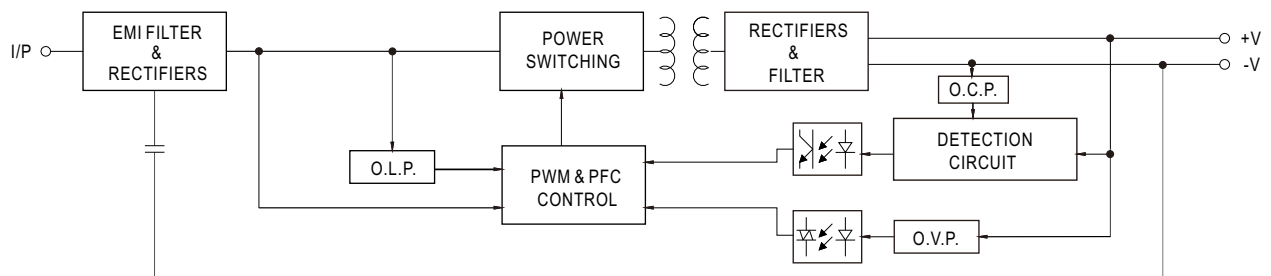 I/P
EMI FILTER
&
RECTIFIERS
POWER
SWITCHING
RECTIFIERS
&
FILTER
+V
-V
O.C.P.
DETECTION
CIRCUIT
O.L.P.
PWM & PFC
CONTROL
O.V.P.